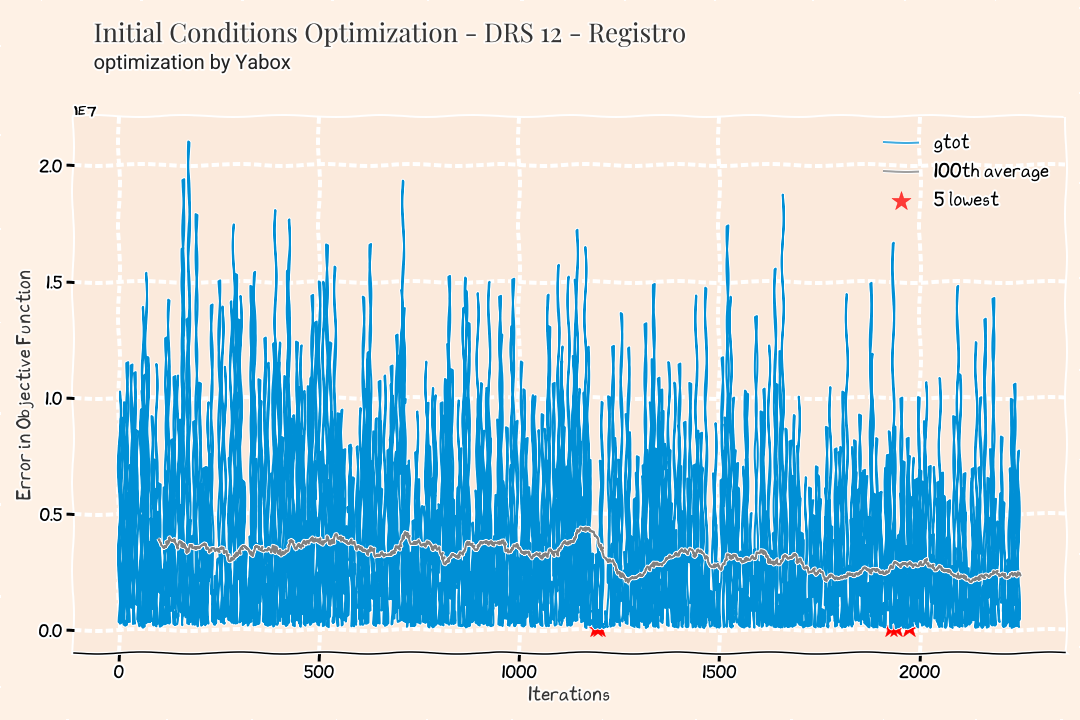 Initial Conditions Optimization - DRS 12 - Registro
optimization by Yabox
1E7
gtot
100th average
5 lowest
2.0
1.5
1.0
0.5
0.0
Error in Objective Function
0 500 1000 1500 2000
Iterations